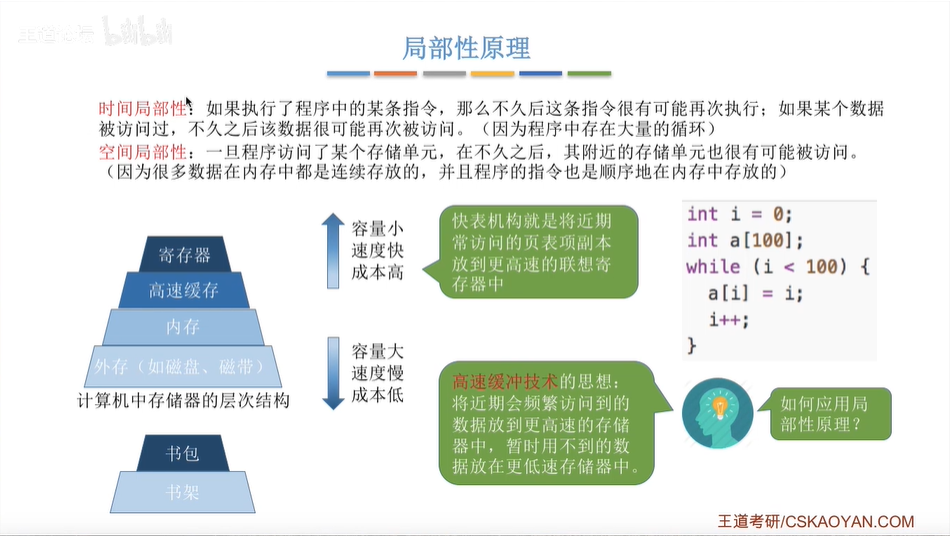 王道论坛 bilibili
局部性原理
时间局部性：如果执行了程序中的某条指令，那么不久后这条指令很有可能再次执行；如果某个数据
被访问过，不久之后该数据很可能再次被访问。（因为程序中存在大量的循环）
空间局部性：一旦程序访问了某个存储单元，在不久之后，其附近的存储单元也很有可能被访问。
（因为很多数据在内存中都是连续存放的，并且程序的指令也是顺序地在内存中存放的）
寄存器
高速缓存
内存
外存（如磁盘、磁带）
计算机中存储器的层次结构
容量小
速度快
成本高
容量大
速度慢
成本低
快表机构就是将近期
常访问的页表项副本
放到更高速的联想寄
存器中
int i = 0;
int a[100];
while (i < 100) {
a[i] = i;
i++;
}
高速缓冲技术的思想：
将近期会频繁访问到的
数据放到更高速的存储
器中，暂时用不到的数
据放在更低速存储器中。
如何应用局
部性原理？
书包
书架
王道考研/CSKAOYAN.COM